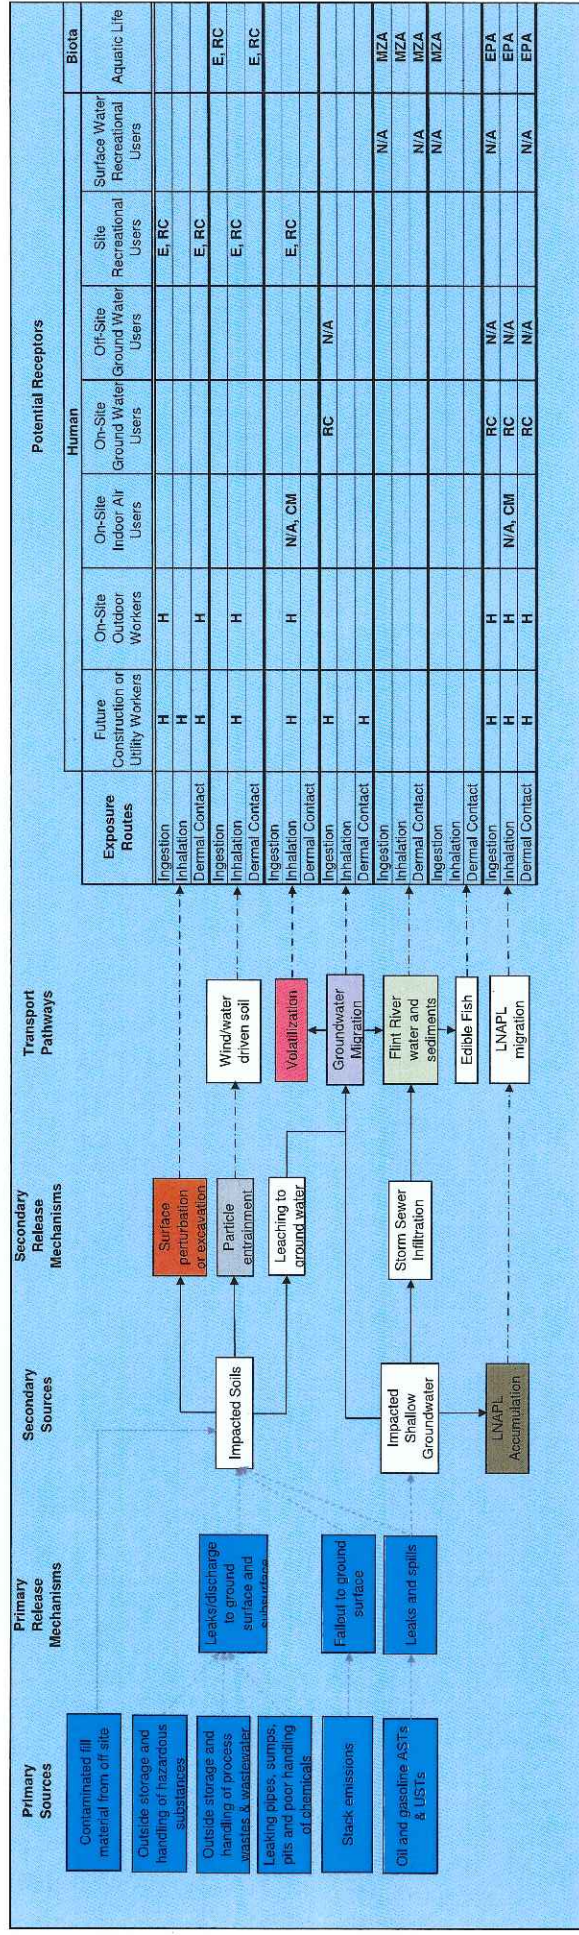 Primary
Sources
Primary
Release
Mechanisms
Secondary
Sources
Secondary
Release
Mechanisms
Transport
Pathways
Potential Receptors
Human
Biota
Exposure
Routes
Future
Construction or
Utility Workers
On-Site
Outdoor
Workers
On-Site
Indoor Air
Users
On-Site
Ground Water
Users
Off-Site
Ground Water
Users
Site
Recreational
Users
Surface Water
Recreational
Users
Aquatic Life
Contaminated fill
material from off site
Outside storage and
handling of hazardous
substances
Outside storage and
handling of process
wastes & wastewater
Leaking pipes, sumps,
pits and poor handling
of chemicals
Stack emissions
Oil and gasoline ASTs
& USTs
Leaks/discharge
to ground
surface and
subsurface
Fallout to ground
surface
Leaks and spills
Impacted Soils
Impacted
Shallow
Groundwater
LNAPL
Accumulation
Surface
perturbation
or excavation
Particle
entrainment
Leaching to
ground water
Storm Sewer
Infiltration
Wind/water
driven soil
Volatilization
Groundwater
Migration
Flint River
water and
sediments
Edible Fish
LNAPL
migration
Ingestion H H E, RC
Inhalation H
Dermal Contact H H E, RC
Ingestion E, RC
Inhalation H H E, RC
Dermal Contact E, RC
Ingestion
Inhalation H H N/A, CM E, RC
Dermal Contact
Ingestion H RC N/A
Inhalation
Dermal Contact H
Ingestion N/A MZA
Inhalation MZA
Dermal Contact N/A MZA
Ingestion N/A MZA
Inhalation
Dermal Contact
Ingestion H H RC N/A N/A EPA
Inhalation H H N/A, CM RC N/A EPA
Dermal Contact H H RC N/A N/A EPA